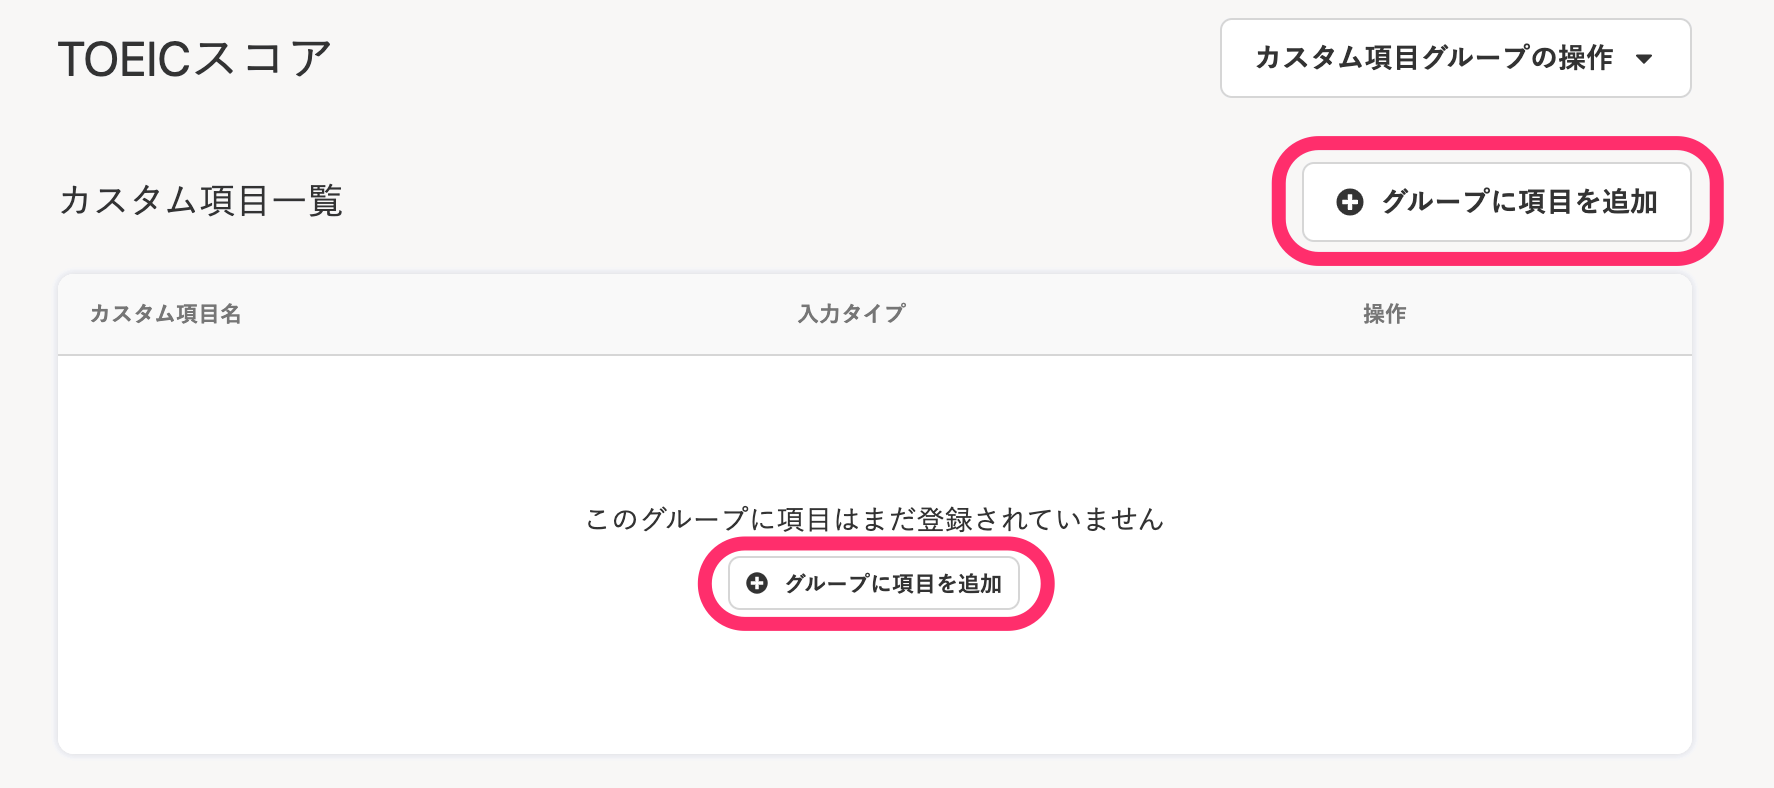 TOEICスコア
カスタム項目グループの操作
カスタム項目一覧
グループに項目を追加
カスタム項目名
入力タイプ
操作
このグループに項目はまだ登録されていません
グループに項目を追加